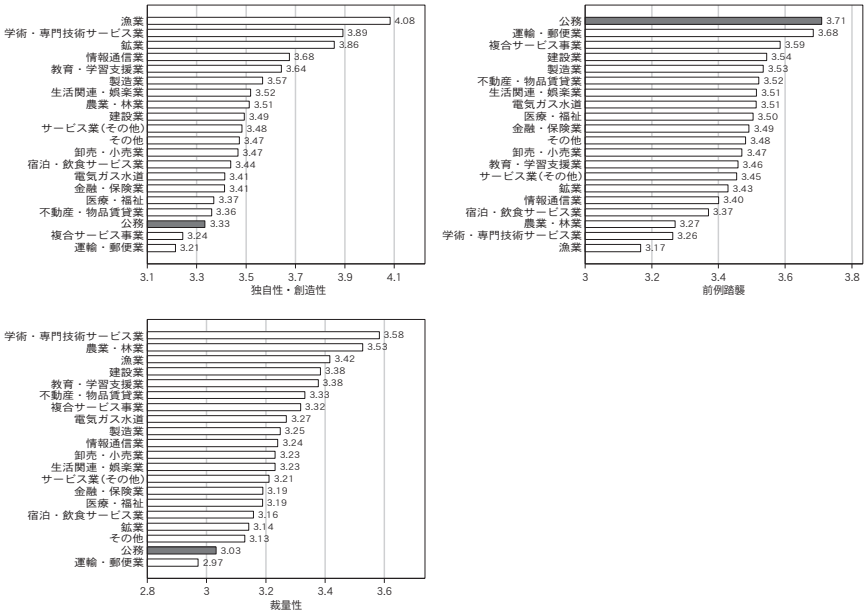 漁業 4.08
学術・専門技術サービス業 3.89
鉱業 3.86
情報通信業 3.68
教育・学習支援業 3.64
製造業 3.57
生活関連・娯楽業 3.52
農業・林業 3.51
建設業 3.49
サービス業(その他) 3.48
その他 3.47
卸売・小売業 3.47
宿泊・飲食サービス業 3.44
電気ガス水道 3.41
金融・保険業 3.41
医療・福祉 3.37
不動産・物品賃貸業 3.36
公務 3.33
複合サービス事業 3.24
運輸・郵便業 3.21
3.1 3.3 3.5 3.7 3.9 4.1
独自性・創造性
公務 3.71
運輸・郵便業 3.68
複合サービス事業 3.59
建設業 3.54
製造業 3.53
不動産・物品賃貸業 3.52
生活関連・娯楽業 3.51
電気ガス水道 3.51
医療・福祉 3.50
金融・保険業 3.49
その他 3.48
卸売・小売業 3.47
教育・学習支援業 3.46
サービス業(その他) 3.45
鉱業 3.43
情報通信業 3.40
宿泊・飲食サービス業 3.37
農業・林業 3.27
学術・専門技術サービス業 3.26
漁業 3.17
3 3.2 3.4 3.6 3.8
前例踏襲
学術・専門技術サービス業 3.58
農業・林業 3.53
漁業 3.42
建設業 3.38
教育・学習支援業 3.38
不動産・物品賃貸業 3.33
複合サービス事業 3.32
電気ガス水道 3.27
製造業 3.25
情報通信業 3.24
卸売・小売業 3.23
生活関連・娯楽業 3.23
サービス業(その他) 3.21
金融・保険業 3.19
医療・福祉 3.19
宿泊・飲食サービス業 3.16
鉱業 3.14
その他 3.13
公務 3.03
運輸・郵便業 2.97
2.8 3 3.2 3.4 3.6
裁量性